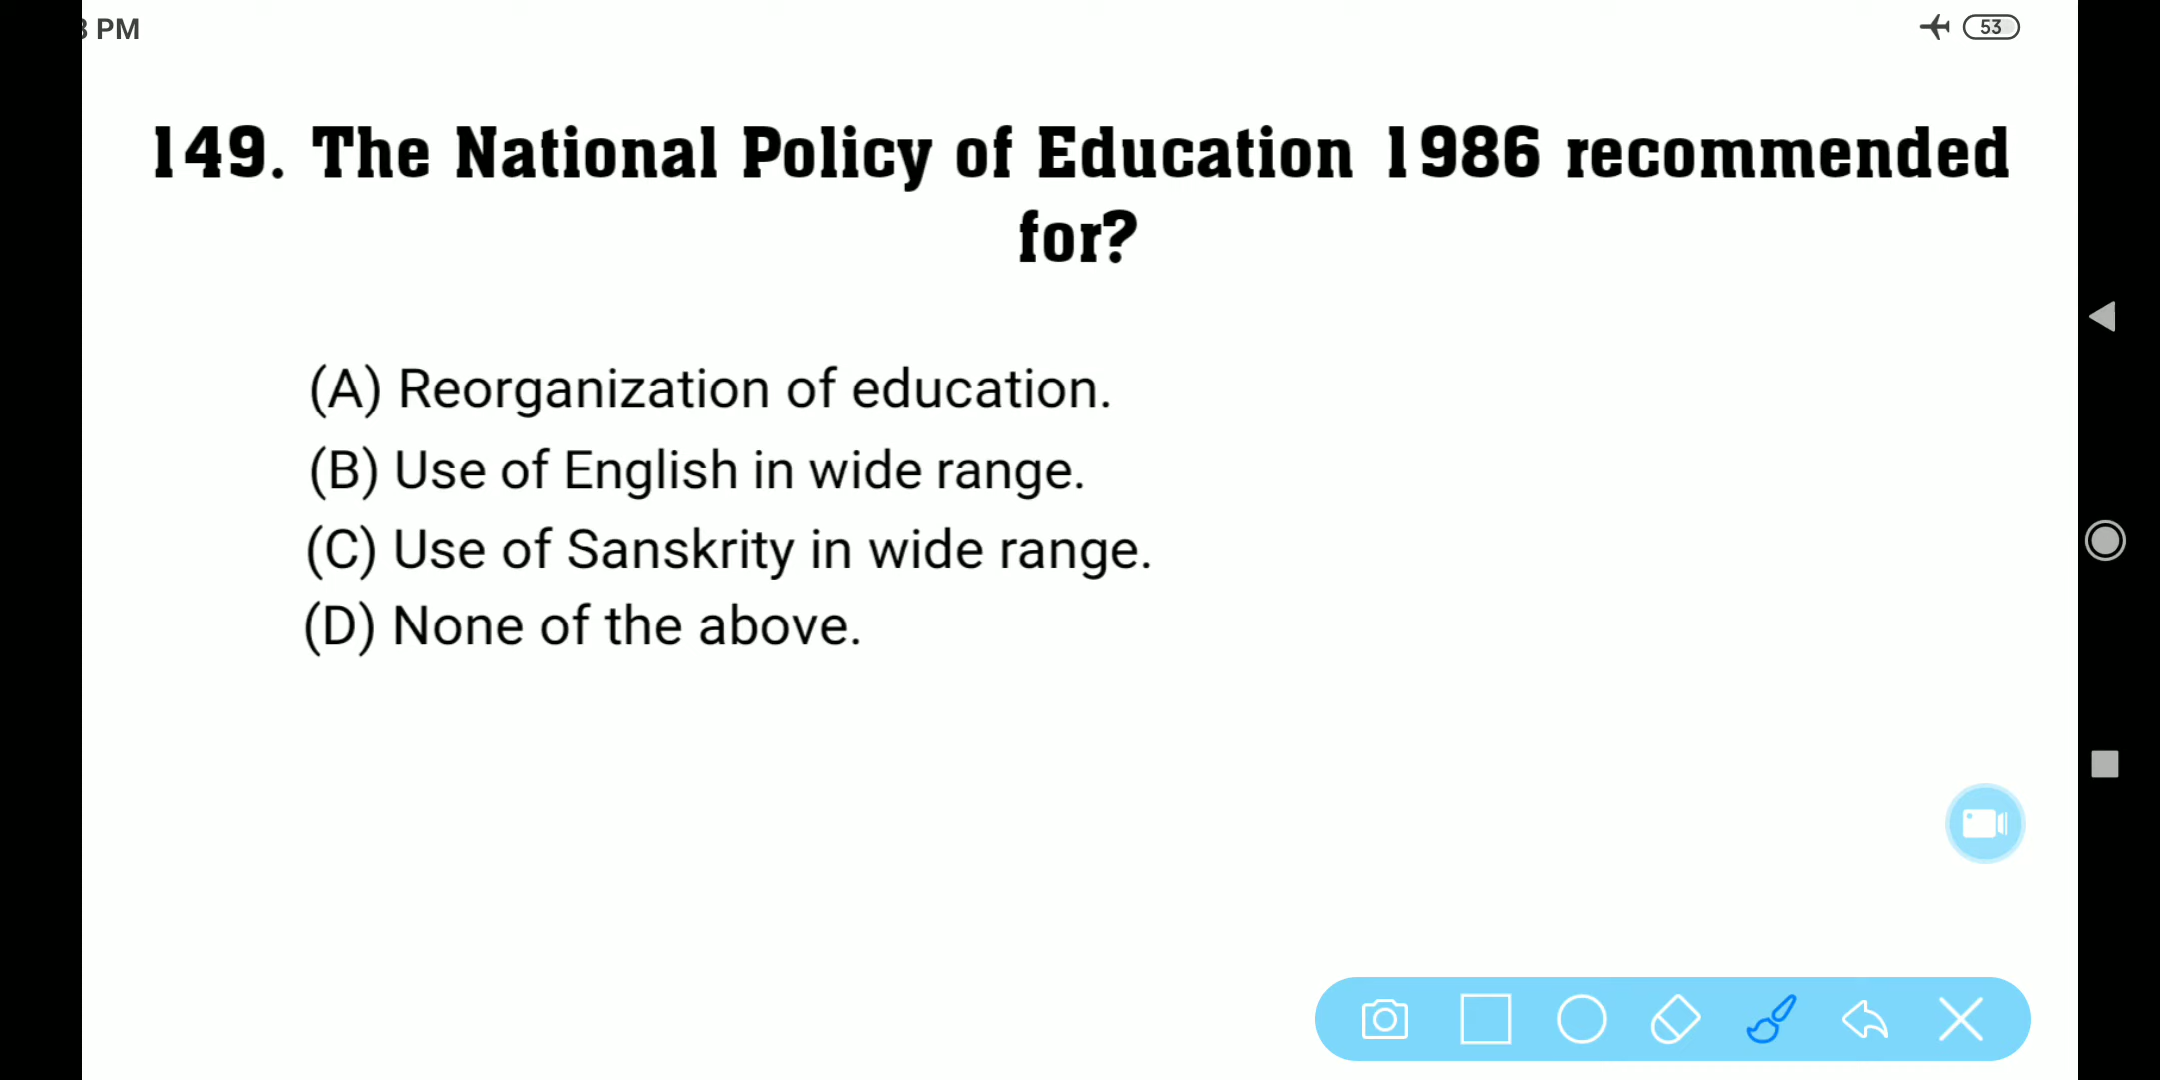 PM
53
149. The National Policy of Education 1986 recommended
for?
(A) Reorganization of education.
(B) Use of English in wide range.
(C) Use of Sanskrity in wide range.
(D) None of the above.